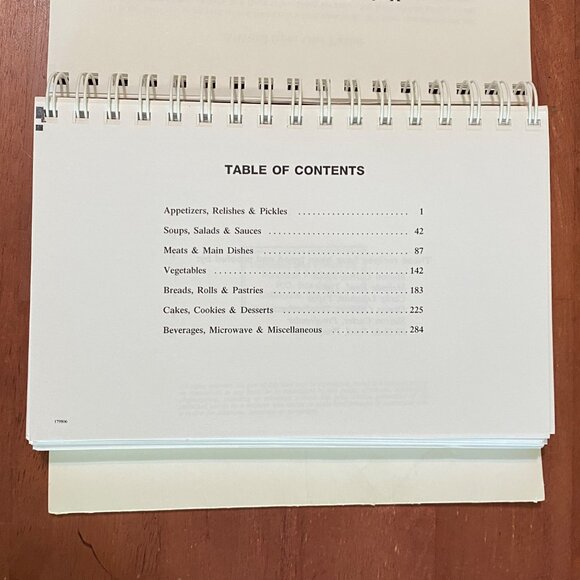 TABLE OF CONTENTS
Appetizers, Relishes & Pickles ........................ 1
Soups, Salads & Sauces ................................ 42
Meats & Main Dishes ................................... 87
Vegetables ............................................ 142
Breads, Rolls & Pastries .............................. 183
Cakes, Cookies & Desserts ............................. 225
Beverages, Microwave & Miscellaneous .................. 284
179806